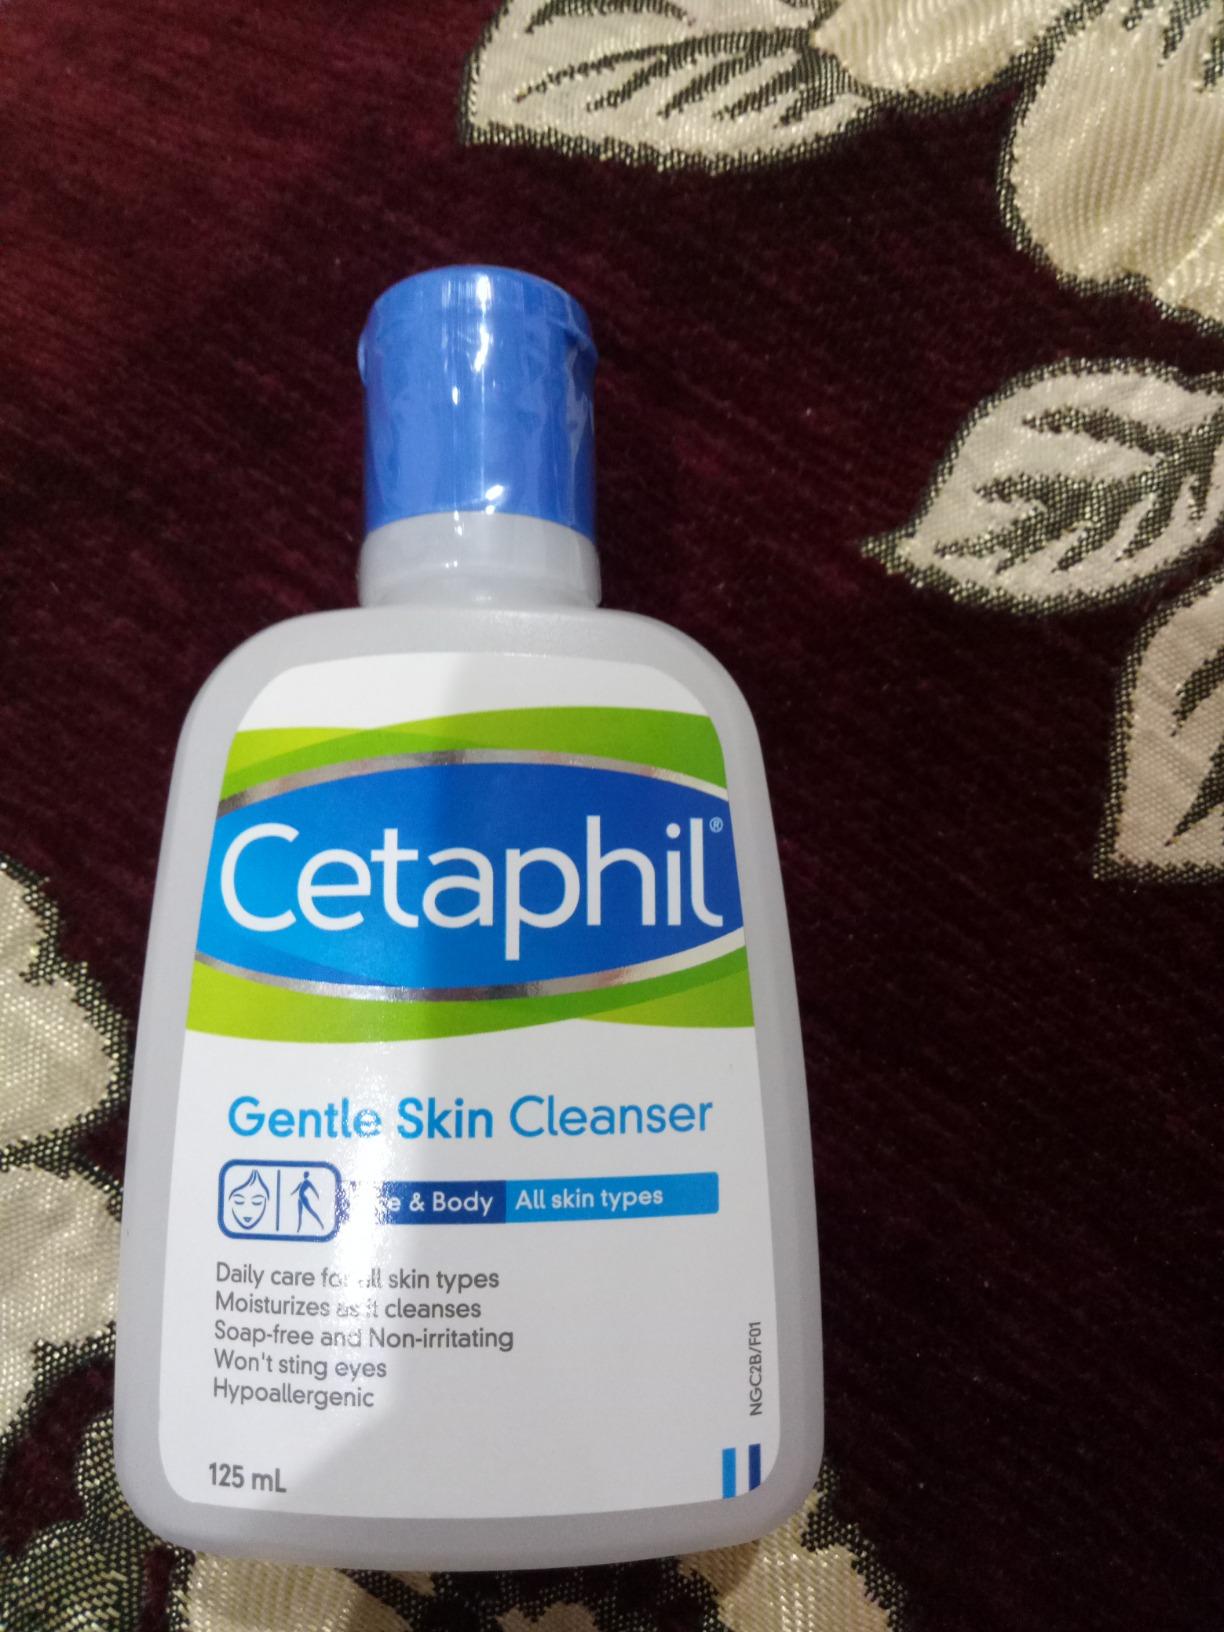 Cetaphil®
Gentle Skin Cleanser
& Body All skin types
Daily care for all skin types
Moisturizes as it cleanses
Soap-free and Non-irritating
Won't sting eyes
Hypoallergenic
125 mL
NGC2B/F01